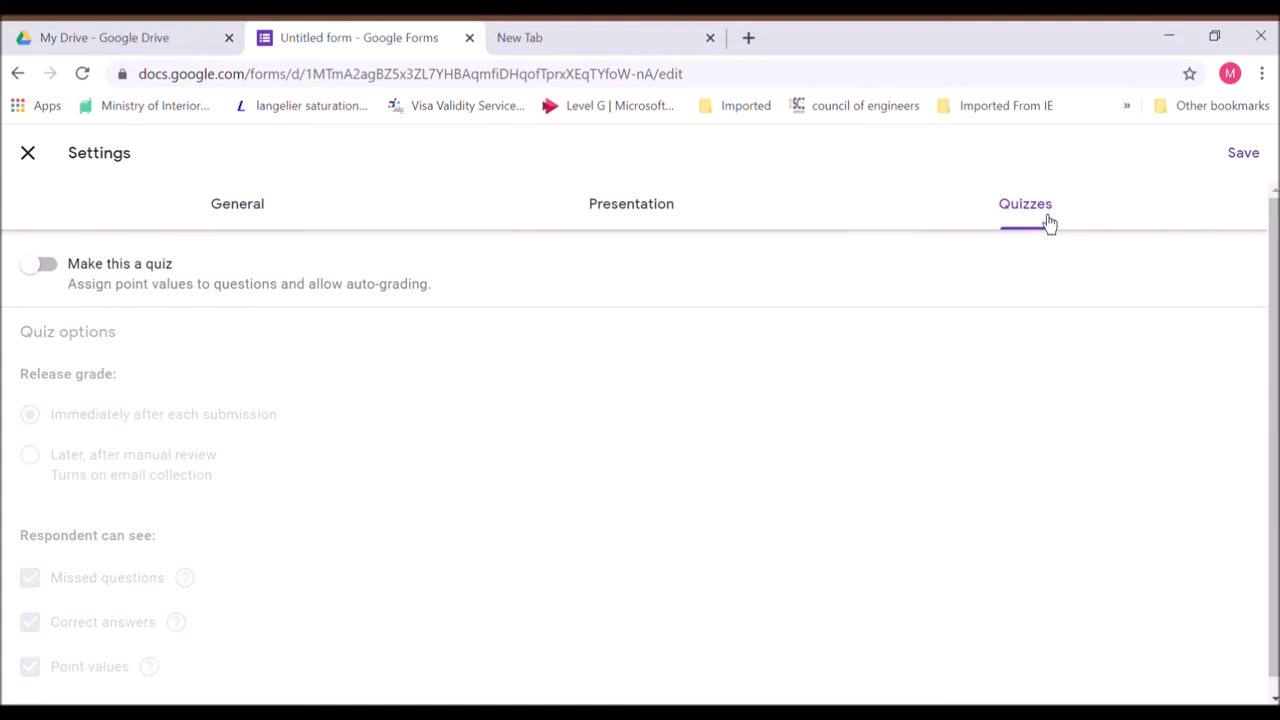 My Drive - Google Drive
Untitled form - Google Forms
New Tab
docs.google.com/forms/d/1MTmA2agBZ5x3ZL7YHBAqmfiDHqofTprxXEqTYfoW-nA/edit
M
Apps
Ministry of Interior...
L langelier saturation...
Visa Validity Service...
Level G | Microsoft...
Imported
SC council of engineers
Imported From IE
»
Other bookmarks
Settings
Save
General
Presentation
Quizzes
Make this a quiz
Assign point values to questions and allow auto-grading.
Quiz options
Release grade:
Immediately after each submission
Later, after manual review
Turns on email collection
Respondent can see:
Missed questions ?
Correct answers ?
Point values ?